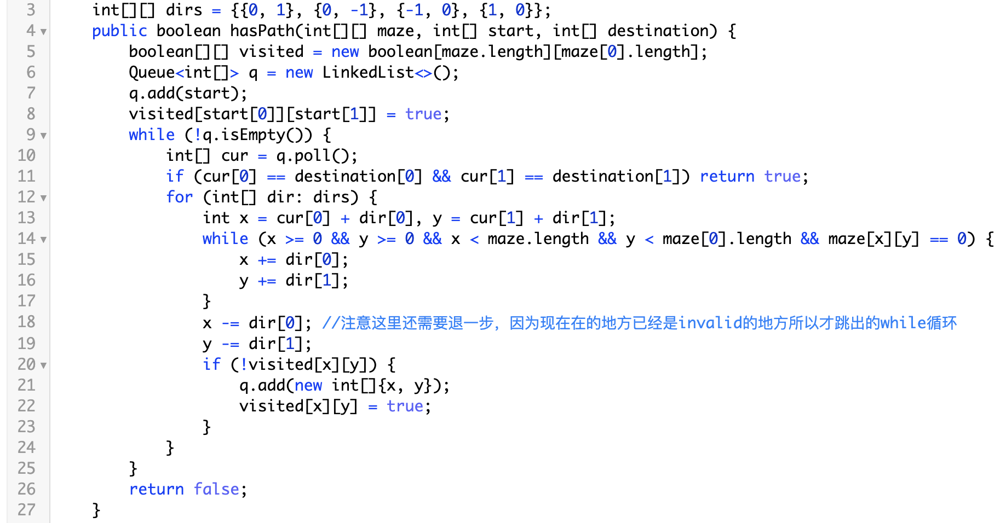 3 int[][] dirs = {{0, 1}, {0, -1}, {-1, 0}, {1, 0}};
4 public boolean hasPath(int[][] maze, int[] start, int[] destination) {
5 boolean[][] visited = new boolean[maze.length][maze[0].length];
6 Queue<int[]> q = new LinkedList<>();
7 q.add(start);
8 visited[start[0]][start[1]] = true;
9 while (!q.isEmpty()) {
10 int[] cur = q.poll();
11 if (cur[0] == destination[0] && cur[1] == destination[1]) return true;
12 for (int[] dir: dirs) {
13 int x = cur[0] + dir[0], y = cur[1] + dir[1];
14 while (x >= 0 && y >= 0 && x < maze.length && y < maze[0].length && maze[x][y] == 0) {
15 x += dir[0];
16 y += dir[1];
17 }
18 x -= dir[0]; //注意这里还需要退一步，因为现在在的地方已经是invalid的地方所以才跳出的while循环
19 y -= dir[1];
20 if (!visited[x][y]) {
21 q.add(new int[]{x, y});
22 visited[x][y] = true;
23 }
24 }
25 }
26 return false;
27 }